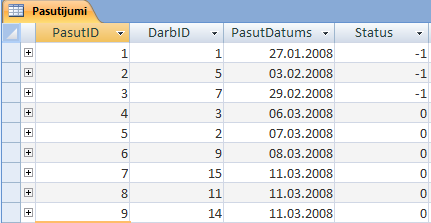 Pasutijumi
PasutID DarbID PasutDatums Status
1 1 27.01.2008 -1
2 5 03.02.2008 -1
3 7 29.02.2008 -1
4 3 06.03.2008 0
5 2 07.03.2008 0
6 9 08.03.2008 0
7 15 11.03.2008 0
8 11 11.03.2008 0
9 14 11.03.2008 0